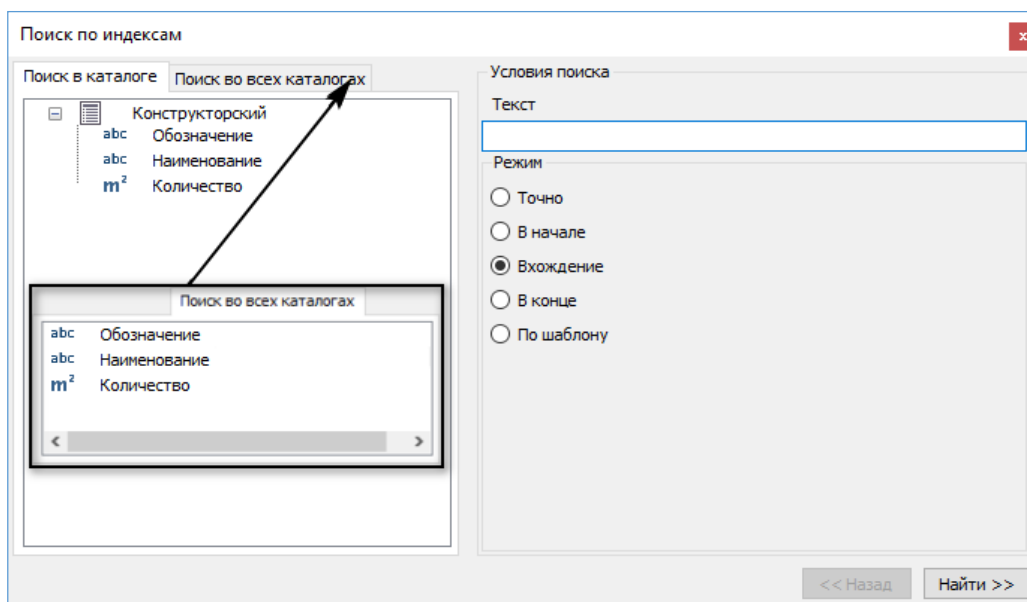 Поиск по индексам
x
Поиск в каталоге
Поиск во всех каталогах
Конструкторский
abc Обозначение
abc Наименование
m² Количество
Поиск во всех каталогах
abc Обозначение
abc Наименование
m² Количество
Условия поиска
Текст
Режим
Точно
В начале
Вхождение
В конце
По шаблону
<< Назад
Найти >>